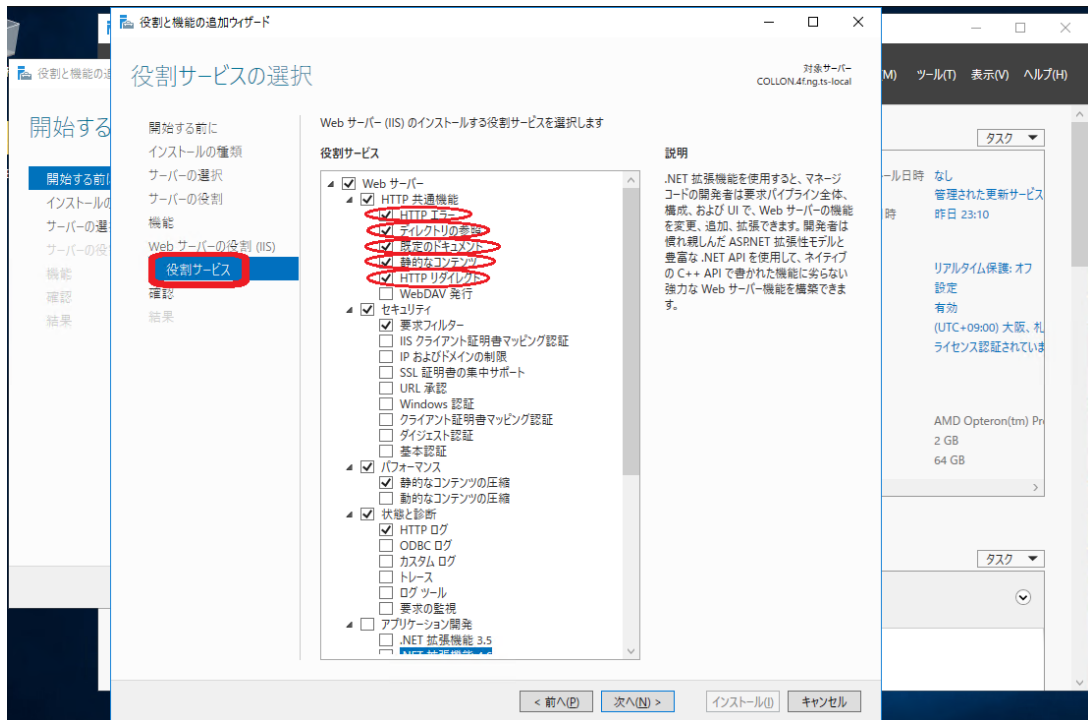 役割と機能の追加ウィザード
役割サービスの選択
対象サーバー
COLLON.4f.ng.ts-local
開始する前に
インストールの種類
サーバーの選択
サーバーの役割
機能
Web サーバーの役割 (IIS)
役割サービス
確認
結果
Web サーバー (IIS) のインストールする役割サービスを選択します
役割サービス
Web サーバー
HTTP 共通機能
HTTP エラー
ディレクトリの参照
既定のドキュメント
静的なコンテンツ
HTTP リダイレクト
WebDAV 発行
セキュリティ
要求フィルター
IIS クライアント証明書マッピング認証
IP およびドメインの制限
SSL 証明書の集中サポート
URL 承認
Windows 認証
クライアント証明書マッピング認証
ダイジェスト認証
基本認証
パフォーマンス
静的なコンテンツの圧縮
動的なコンテンツの圧縮
状態と診断
HTTP ログ
ODBC ログ
カスタム ログ
トレース
ログ ツール
要求の監視
アプリケーション開発
.NET 拡張機能 3.5
説明
.NET 拡張機能を使用すると、マネージ
コードの開発者は要求パイプライン全体、
構成、および UI で、Web サーバーの機能
を変更、追加、拡張できます。開発者は
慣れ親しんだ ASP.NET 拡張性モデルと
豊富な .NET API を使用して、ネイティブ
の C++ API で書かれた機能に劣らない
強力な Web サーバー機能を構築できま
す。
< 前へ(P)
次へ(N) >
インストール(I)
キャンセル
役割と機能の追
開始する
開始する前に
インストールの
サーバーの選
サーバーの役
機能
確認
結果
M)
ツール(T)
表示(V)
ヘルプ(H)
タスク
ール日時
なし
管理された更新サービス
時
昨日 23:10
リアルタイム保護: オフ
設定
有効
(UTC+09:00) 大阪、札
ライセンス認証されていま
AMD Opteron(tm) Pr
2 GB
64 GB
タスク